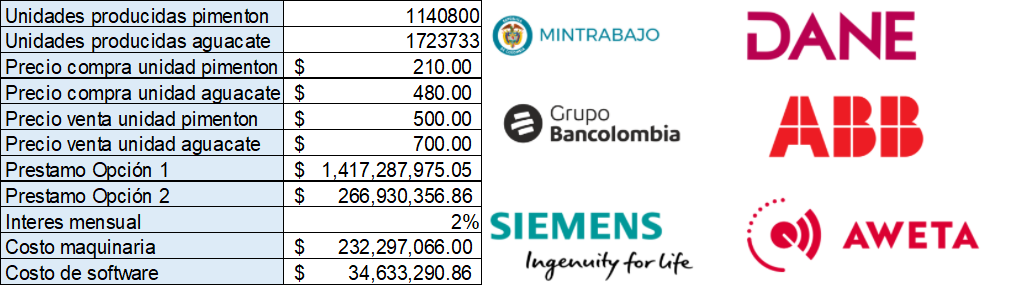 Unidades producidas pimenton 1140800
Unidades producidas aguacate 1723733
Precio compra unidad pimenton $ 210.00
Precio compra unidad aguacate $ 480.00
Precio venta unidad pimenton $ 500.00
Precio venta unidad aguacate $ 700.00
Prestamo Opción 1 $ 1,417,287,975.05
Prestamo Opción 2 $ 266,930,356.86
Interes mensual 2%
Costo maquinaria $ 232,297,066.00
Costo de software $ 34,633,290.86
MINTRABAJO
DANE
Grupo
Bancolombia
ABB
SIEMENS
Ingenuity for life
AWETA